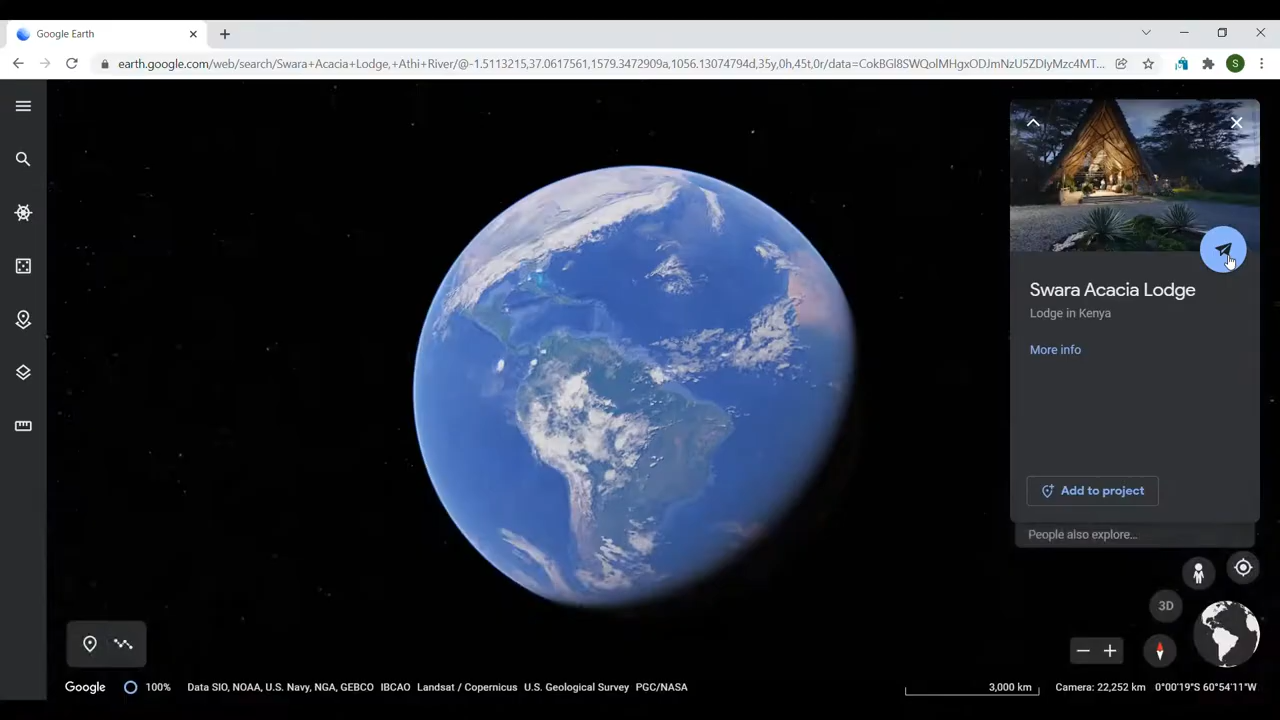 Google Earth
earth.google.com/web/search/Swara+Acacia+Lodge,+Athi+River/@-1.5113215,37.0617561,1579.3472909a,1056.13074794d,35y,0h,45t,0r/data=CokBGl8SWQolMHgxODJmNzU5ZDIyMzc4MT...
S
Swara Acacia Lodge
Lodge in Kenya
More info
Add to project
People also explore...
3D
Google 100% Data SIO, NOAA, U.S. Navy, NGA, GEBCO IBCAO Landsat / Copernicus U.S. Geological Survey PGC/NASA 3,000 km Camera: 22,252 km 0°00'19"S 60°54'11"W